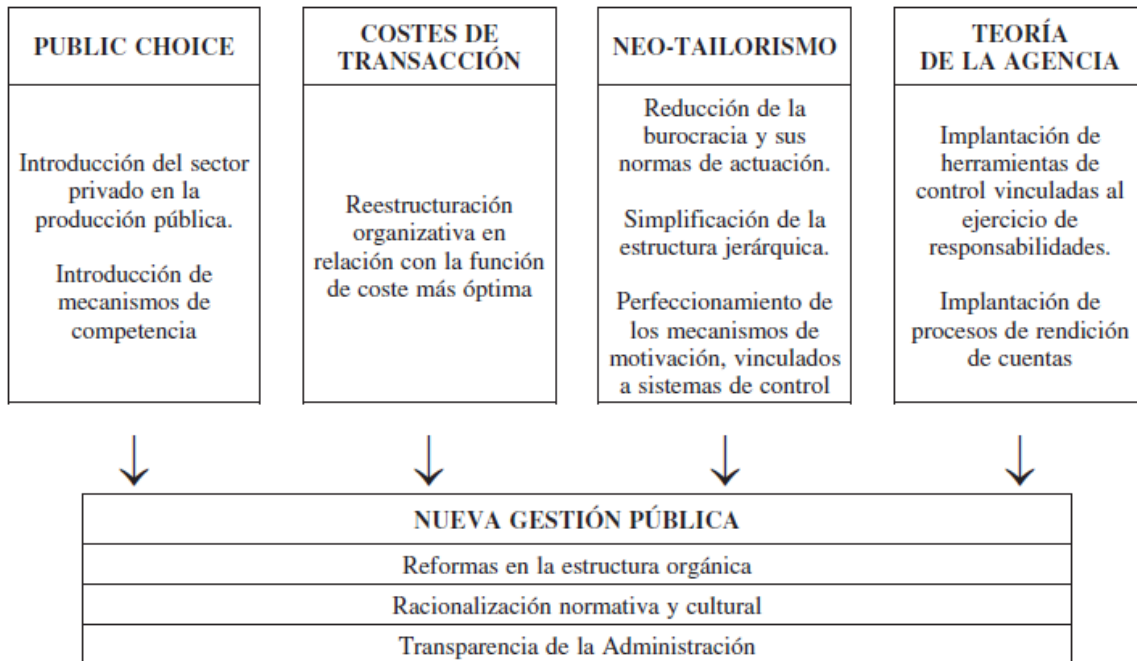 PUBLIC CHOICE
Introducción del sector
privado en la
producción pública.
Introducción de
mecanismos de
competencia
COSTES DE
TRANSACCIÓN
Reestructuración
organizativa en
relación con la función
de coste más óptima
NEO-TAILORISMO
Reducción de la
burocracia y sus
normas de actuación.
Simplificación de la
estructura jerárquica.
Perfeccionamiento de
los mecanismos de
motivación, vinculados
a sistemas de control
TEORÍA
DE LA AGENCIA
Implantación de
herramientas de
control vinculadas al
ejercicio de
responsabilidades.
Implantación de
procesos de rendición
de cuentas
NUEVA GESTIÓN PÚBLICA
Reformas en la estructura orgánica
Racionalización normativa y cultural
Transparencia de la Administración